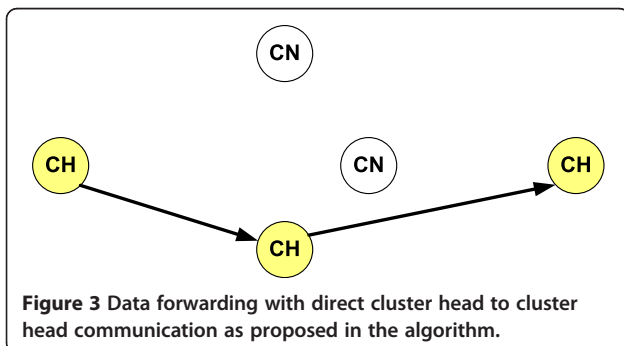 CN
CH
CN
CH
CH
Figure 3 Data forwarding with direct cluster head to cluster
head communication as proposed in the algorithm.